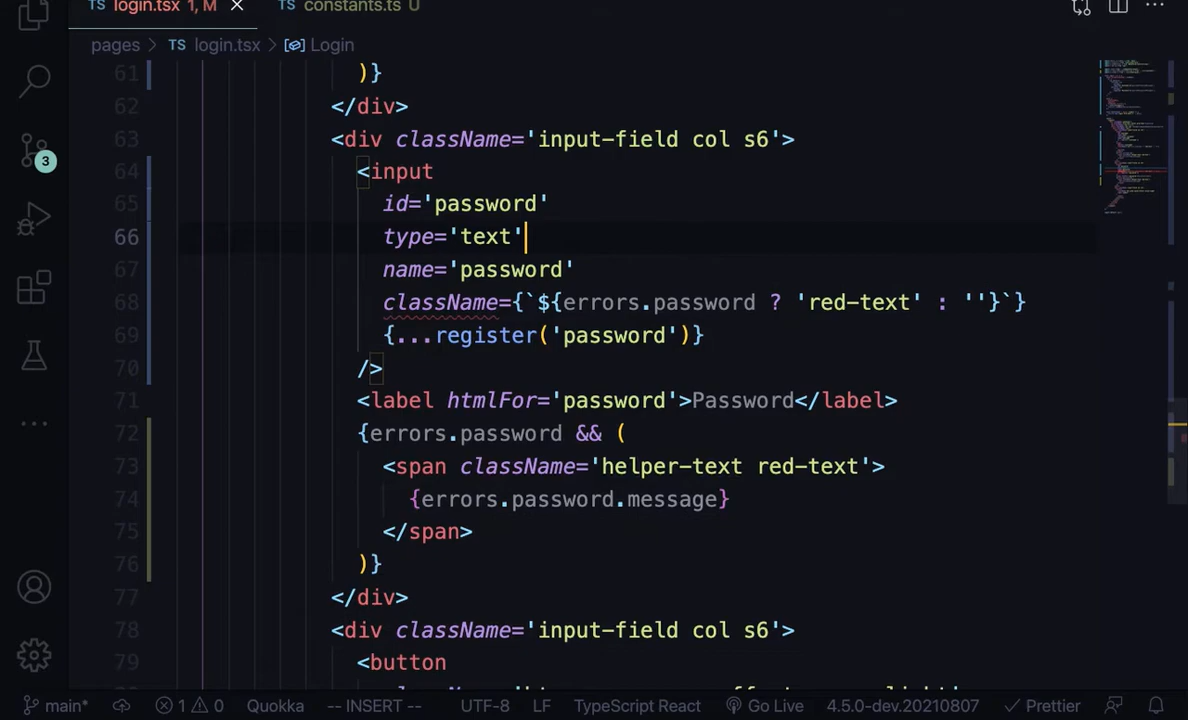 TS login.tsx 1, M × TS constants.ts U
pages > TS login.tsx > Login
61 )}
62 </div>
63 <div className='input-field col s6'>
64 <input
65 id='password'
66 type='text'
67 name='password'
68 className={`${errors.password ? 'red-text' : ''}`}
69 {...register('password')}
70 />
71 <label htmlFor='password'>Password</label>
72 {errors.password && (
73 <span className='helper-text red-text'>
74 {errors.password.message}
75 </span>
76 )}
77 </div>
78 <div className='input-field col s6'>
79 <button
3
main* 1 0 Quokka -- INSERT -- UTF-8 LF TypeScript React Go Live 4.5.0-dev.20210807 Prettier